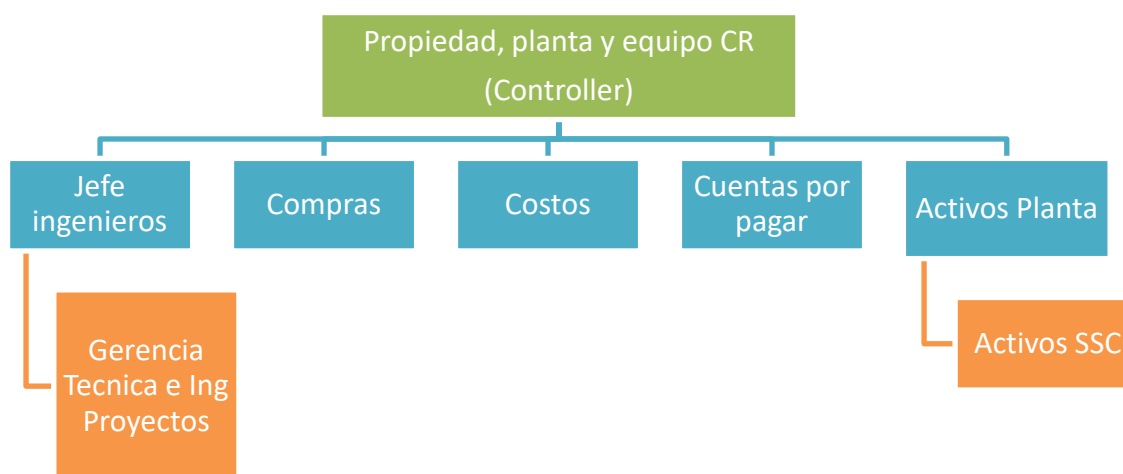 Propiedad, planta y equipo CR
(Controller)
Jefe
ingenieros
Compras
Costos
Cuentas por
pagar
Activos Planta
Gerencia
Tecnica e Ing
Proyectos
Activos SSC